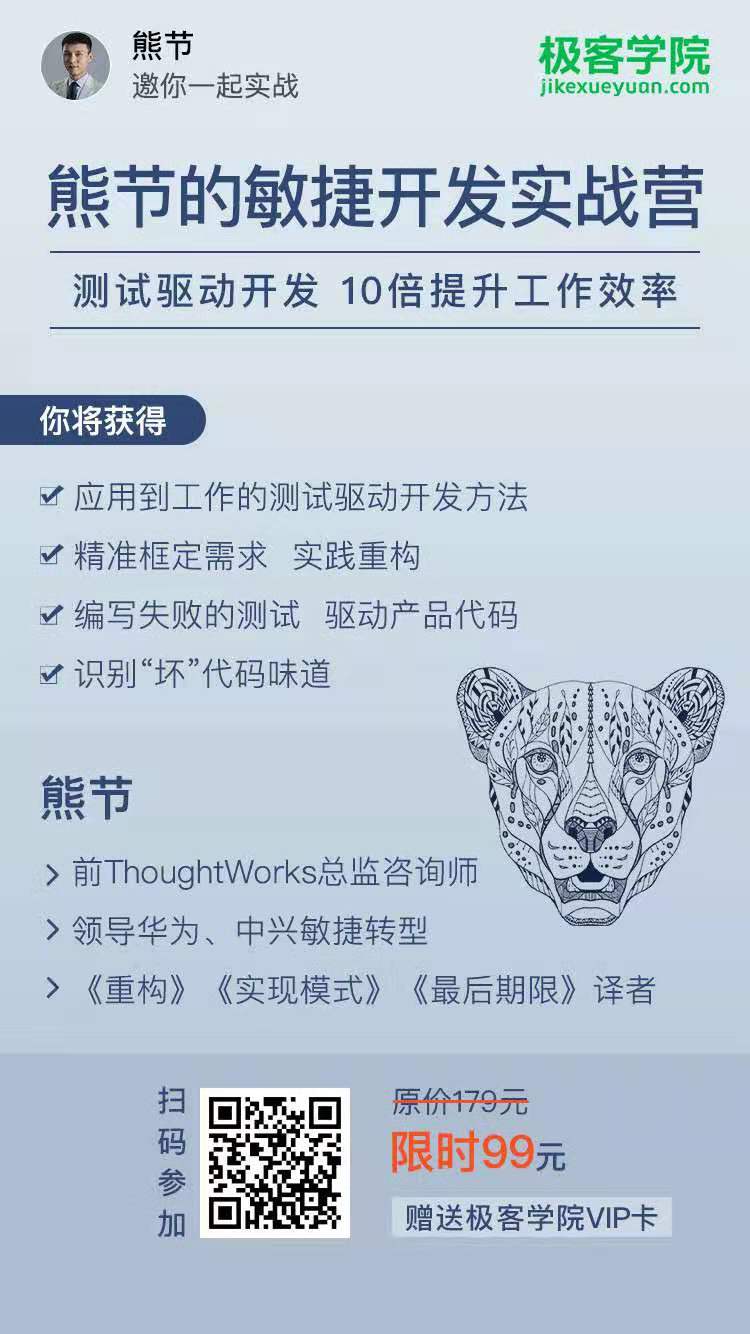 熊节
邀你一起实战
极客学院
jikexueyuan.com
熊节的敏捷开发实战营
测试驱动开发 10倍提升工作效率
你将获得
应用到工作的测试驱动开发方法
精准框定需求 实践重构
编写失败的测试 驱动产品代码
识别“坏”代码味道
熊节
前ThoughtWorks总监咨询师
领导华为、中兴敏捷转型
《重构》《实现模式》《最后期限》译者
扫码参加
原价179元
限时99元
赠送极客学院VIP卡